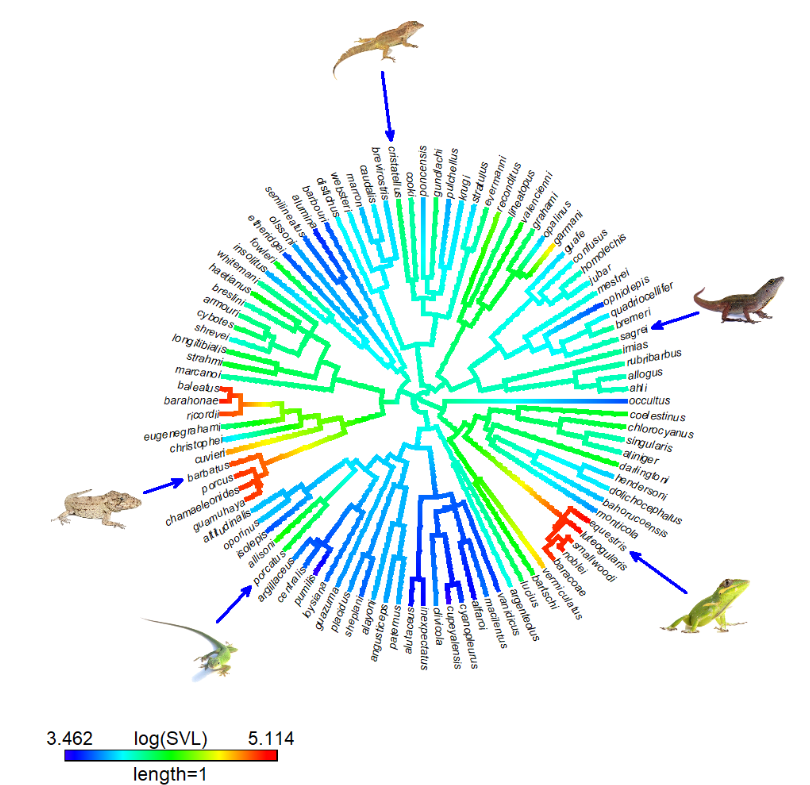 cristatellus
cooki
poncensis
gundlachi
pulchellus
krugi
stratulus
evermanni
reconditus
lineatopus
valencienni
grahami
opalinus
garmani
guafe
confusus
homolechis
jubar
mestrei
ophiolepis
quadriocellifer
bremeri
sagrei
imias
rubribarbus
allogus
ahli
occultus
coelestinus
chlorocyanus
singularis
aliniger
darlingtoni
hendersoni
dolichocephalus
bahorucoensis
monticola
equestris
luteogularis
smallwoodi
noblei
baracoae
vermiculatus
bartschi
lucius
argenteolus
vanidicus
macilentus
alfaroi
cyanopleurus
cupeyalensis
olivicola
inexpectatus
alutaceus
paternus
angusticeps
alayoni
sheplani
placidus
guazuma
loysiana
pumilis
centralis
argillaceus
porcatus
allisoni
isolepis
oporinus
altitudinalis
guamuhaya
chamaeleonides
porcus
barbatus
cuvieri
christophei
eugenegrahami
ricordii
barahonae
baleatus
marcanoi
strahmi
longitibialis
shrevei
cybotes
armouri
breslini
haetianus
whitemani
insolitus
fowleri
etheridgei
olssoni
semilineatus
alumina
barbouri
distichus
websteri
marron
caudalis
brevirostris
3.462 log(SVL) 5.114
length=1